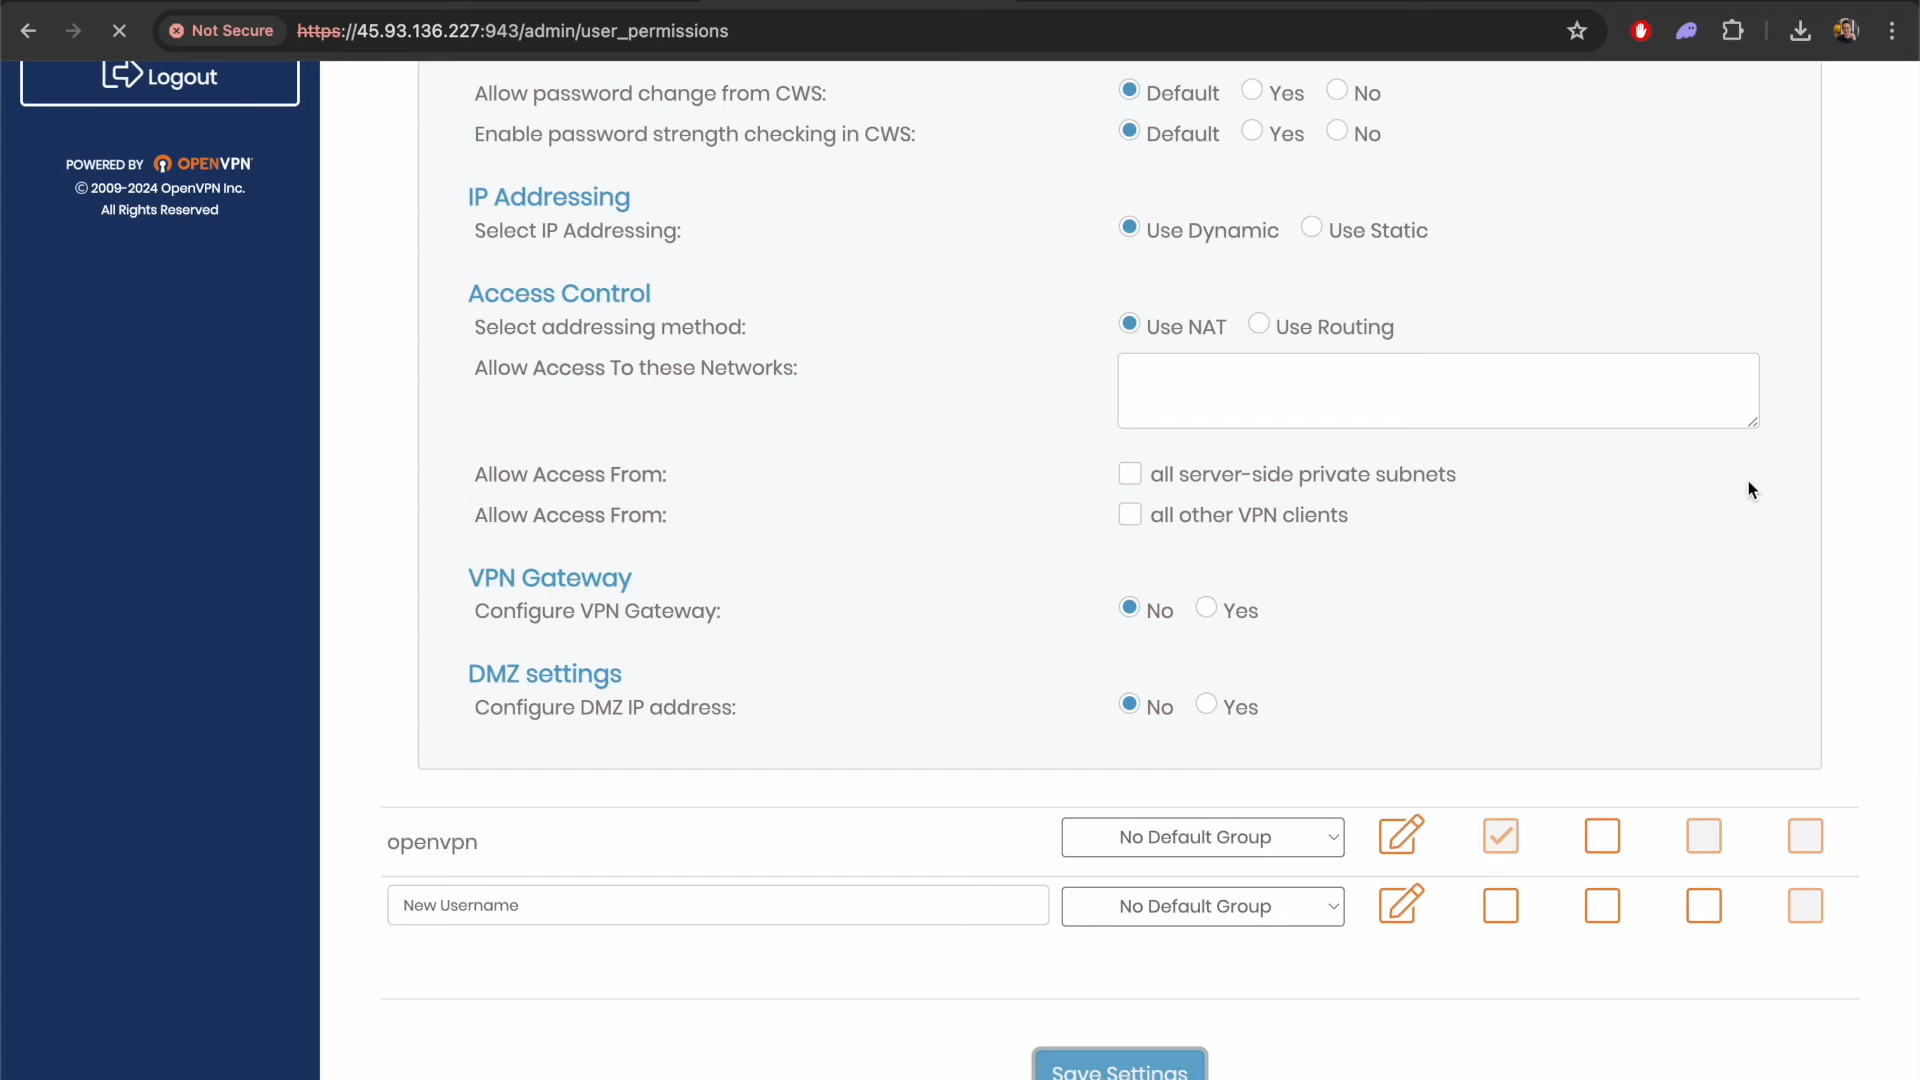 Not Secure https://45.93.136.227:943/admin/user_permissions
Logout
POWERED BY OPENVPN
© 2009-2024 OpenVPN Inc.
All Rights Reserved
Allow password change from CWS: Default Yes No
Enable password strength checking in CWS: Default Yes No
IP Addressing
Select IP Addressing: Use Dynamic Use Static
Access Control
Select addressing method: Use NAT Use Routing
Allow Access To these Networks:
Allow Access From: all server-side private subnets
Allow Access From: all other VPN clients
VPN Gateway
Configure VPN Gateway: No Yes
DMZ settings
Configure DMZ IP address: No Yes
openvpn No Default Group
New Username No Default Group
Save Settings